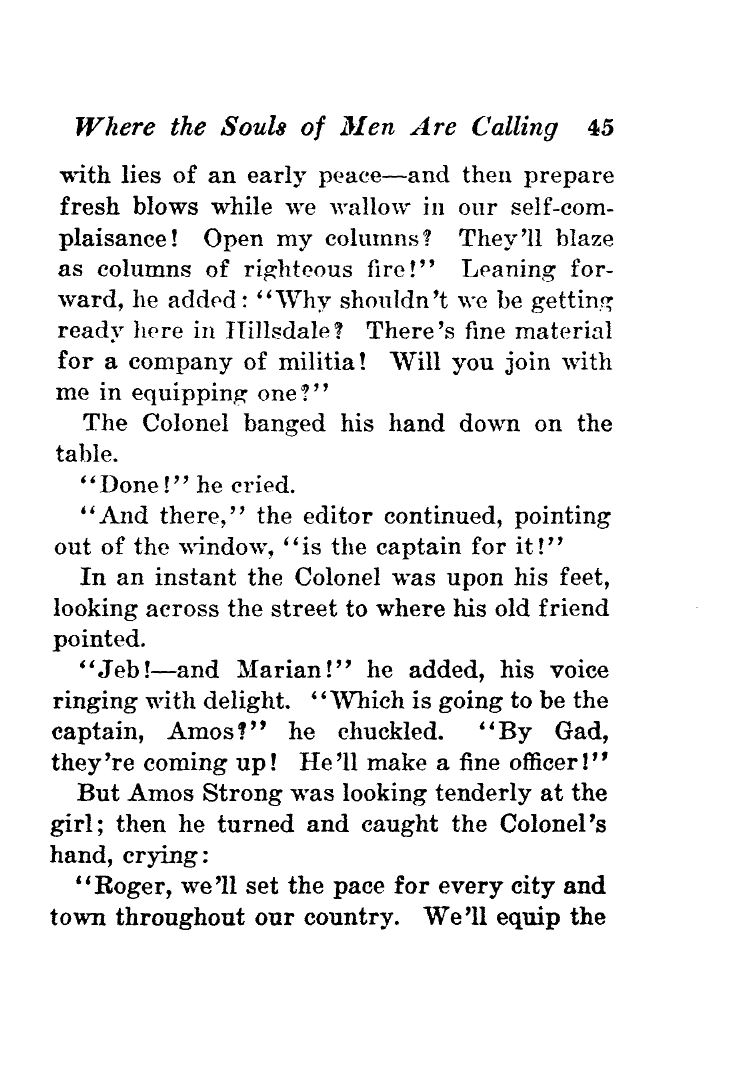 Where the Souls of Men Are Calling 45
with lies of an early peace—and then prepare
fresh blows while we wallow in our self-com-
plaisance! Open my columns? They'll blaze
as columns of righteous fire!" Leaning for-
ward, he added: "Why shouldn't we be getting
ready here in Hillsdale? There's fine material
for a company of militia! Will you join with
me in equipping one?"
The Colonel banged his hand down on the
table.
"Done!" he cried.
"And there," the editor continued, pointing
out of the window, "is the captain for it!"
In an instant the Colonel was upon his feet,
looking across the street to where his old friend
pointed.
"Jeb!—and Marian!" he added, his voice
ringing with delight. "Which is going to be the
captain, Amos?" he chuckled. "By Gad,
they're coming up! He'll make a fine officer!"
But Amos Strong was looking tenderly at the
girl; then he turned and caught the Colonel's
hand, crying:
"Roger, we'll set the pace for every city and
town throughout our country. We'll equip the